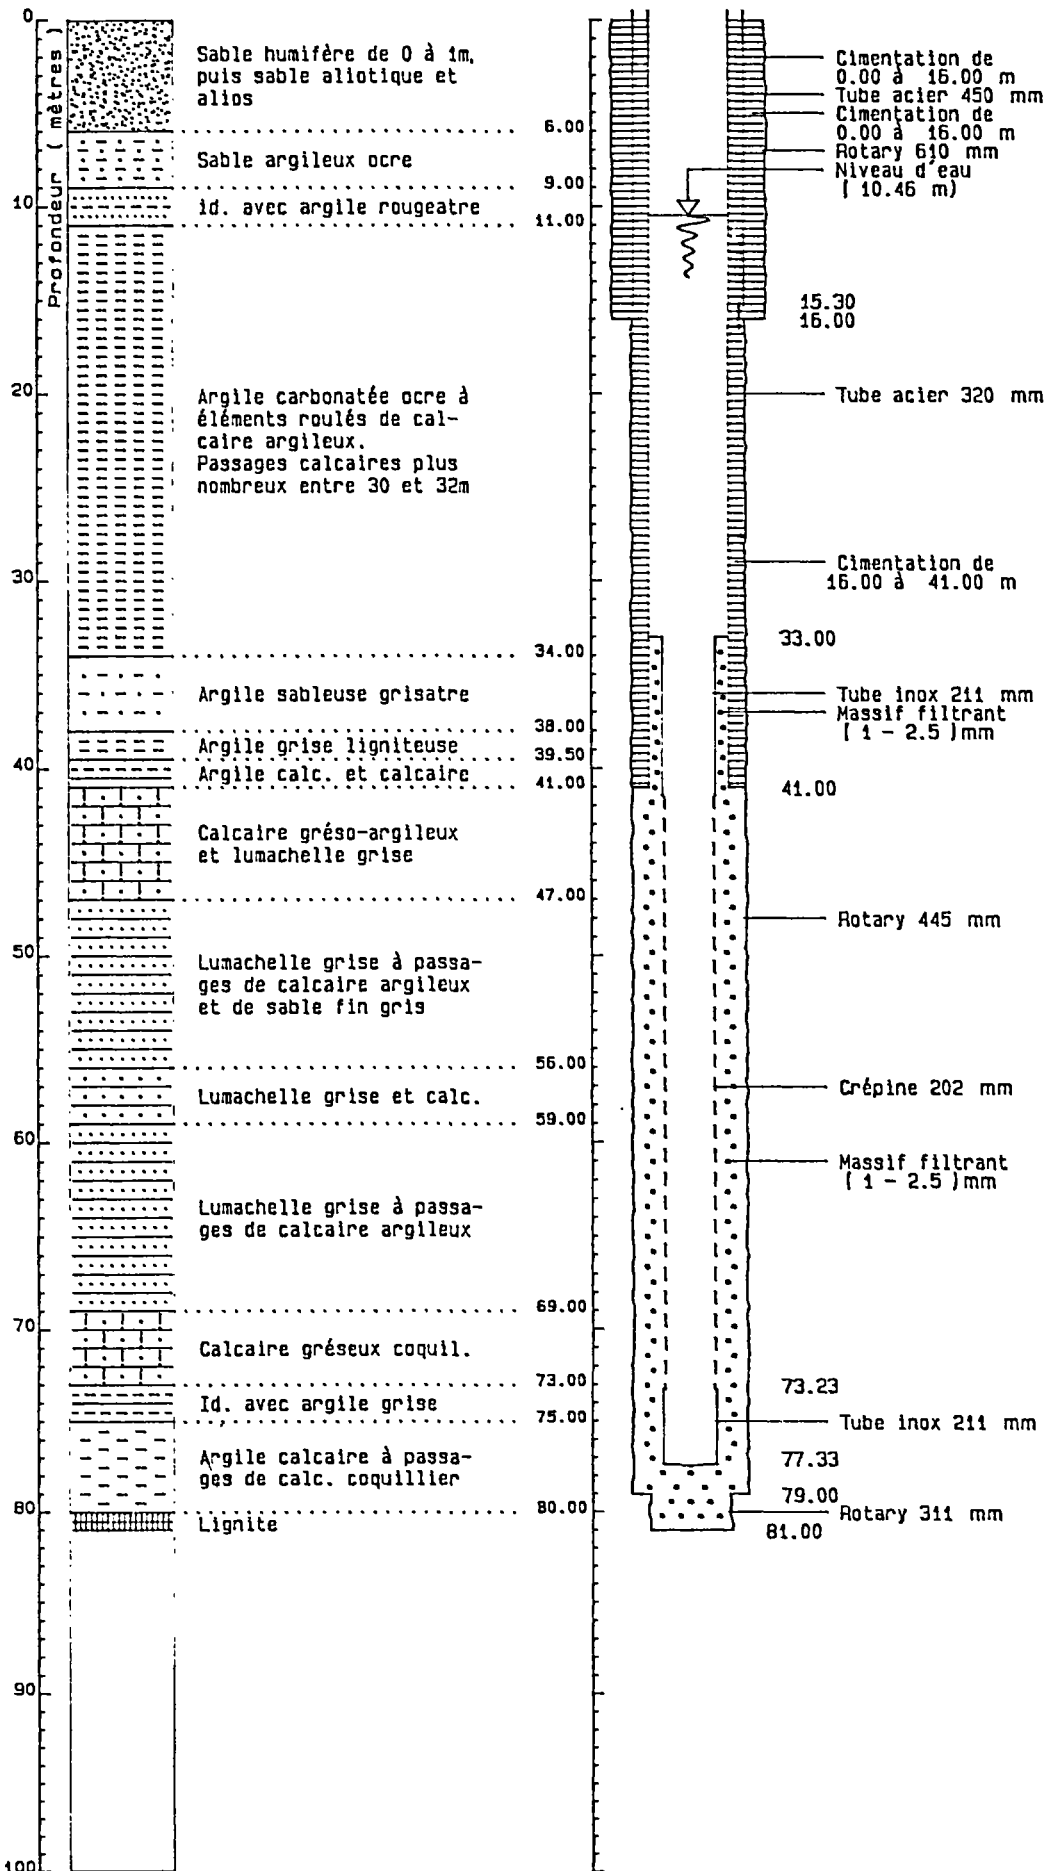 Profondeur ( mètres )
0
10
20
30
40
50
60
70
80
90
100
Sable humifère de 0 à 1m,
puis sable aliotique et
alios
6.00
Sable argileux ocre
9.00
id. avec argile rougeatre
11.00
Argile carbonatée ocre à
éléments roulés de cal-
caire argileux.
Passages calcaires plus
nombreux entre 30 et 32m
34.00
Argile sableuse grisatre
38.00
Argile grise ligniteuse
39.50
Argile calc. et calcaire
41.00
Calcaire gréso-argileux
et lumachelle grise
47.00
Lumachelle grise à passa-
ges de calcaire argileux
et de sable fin gris
56.00
Lumachelle grise et calc.
59.00
Lumachelle grise à passa-
ges de calcaire argileux
69.00
Calcaire gréseux coquil.
73.00
Id. avec argile grise
75.00
Argile calcaire à passa-
ges de calc. coquillier
80.00
Lignite
Cimentation de
0.00 à 16.00 m
Tube acier 450 mm
Cimentation de
0.00 à 16.00 m
Rotary 610 mm
Niveau d'eau
( 10.46 m)
15.30
16.00
Tube acier 320 mm
Cimentation de
16.00 à 41.00 m
33.00
Tube inox 211 mm
Massif filtrant
( 1 - 2.5 )mm
41.00
Rotary 445 mm
Crépine 202 mm
Massif filtrant
( 1 - 2.5 )mm
73.23
Tube inox 211 mm
77.33
79.00
Rotary 311 mm
81.00